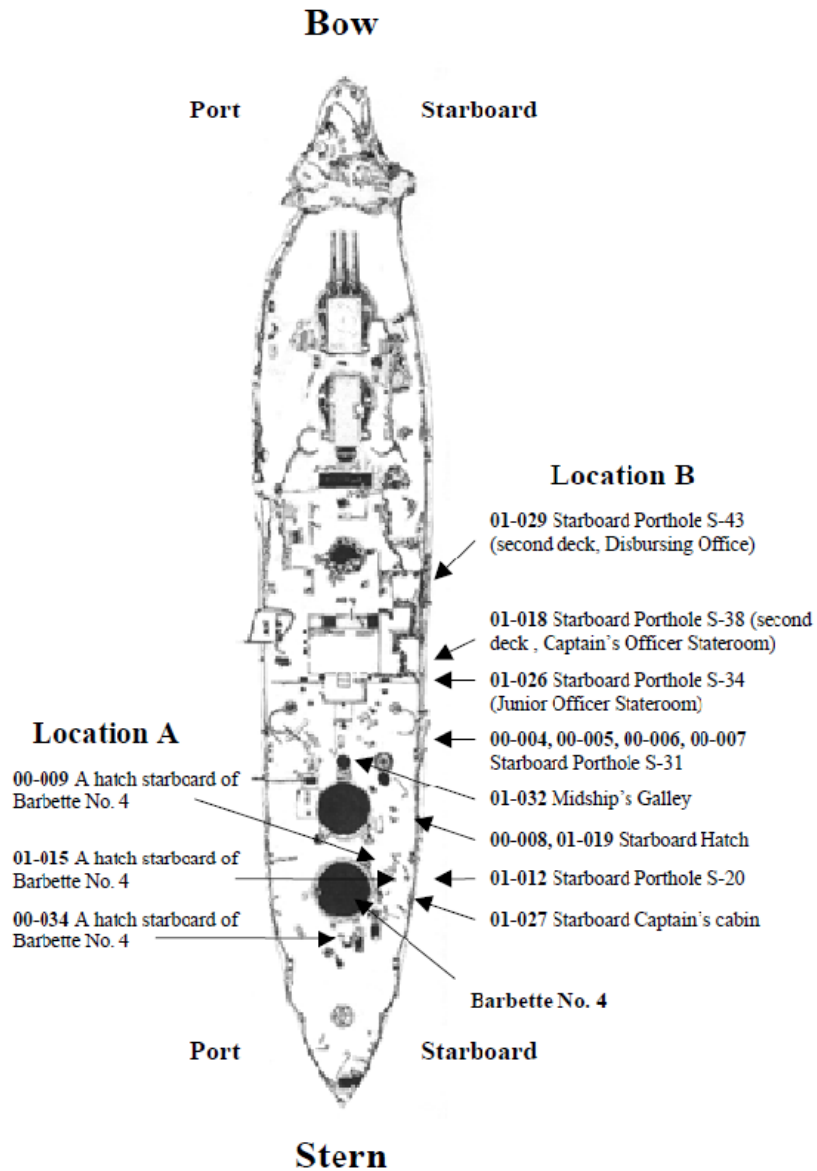 Bow
Port
Starboard
Location B
01-029 Starboard Porthole S-43
(second deck, Disbursing Office)
01-018 Starboard Porthole S-38 (second
deck , Captain's Officer Stateroom)
01-026 Starboard Porthole S-34
(Junior Officer Stateroom)
00-004, 00-005, 00-006, 00-007
Starboard Porthole S-31
01-032 Midship's Galley
00-008, 01-019 Starboard Hatch
01-012 Starboard Porthole S-20
01-027 Starboard Captain's cabin
Location A
00-009 A hatch starboard of
Barbette No. 4
01-015 A hatch starboard of
Barbette No. 4
00-034 A hatch starboard of
Barbette No. 4
Barbette No. 4
Port
Starboard
Stern